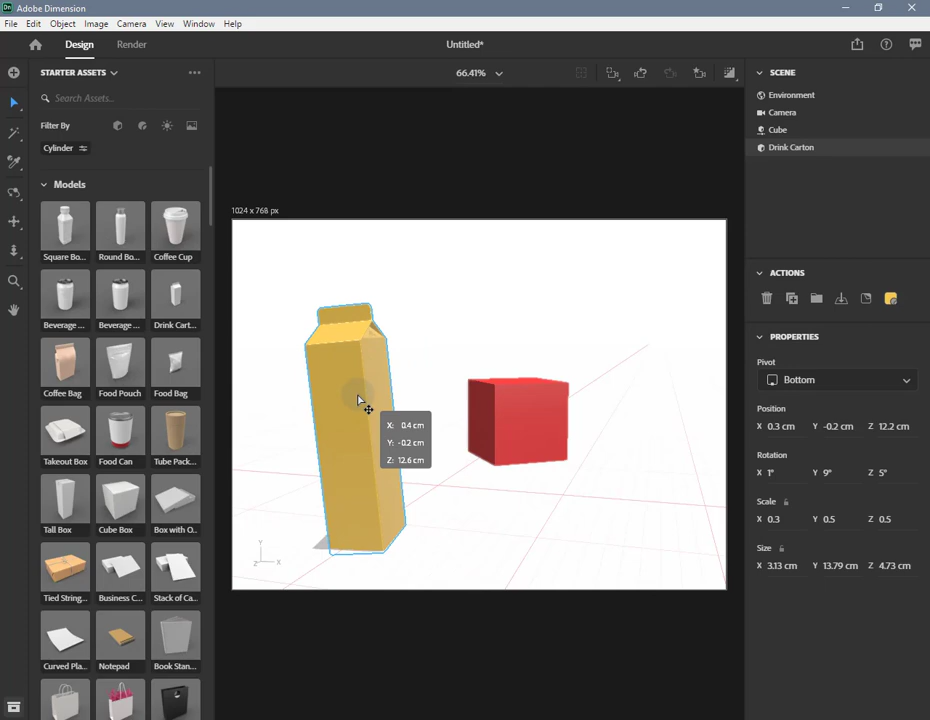 Dn Adobe Dimension
File Edit Object Image Camera View Window Help
Design Render Untitled*
STARTER ASSETS
66.41%
SCENE
Search Assets...
Environment
Camera
Filter By
Cube
Cylinder
Drink Carton
Models
1024 x 768 px
Square Bo... Round Bo... Coffee Cup
ACTIONS
Beverage ... Beverage ... Drink Cart...
PROPERTIES
Pivot
Bottom
Coffee Bag Food Pouch Food Bag
Position
X 0.3 cm Y -0.2 cm Z 12.2 cm
X: 0.4 cm
Y: -0.2 cm
Z: 12.6 cm
Takeout Box Food Can Tube Pack...
Rotation
X 1° Y 9° Z 5°
Scale
X 0.3 Y 0.5 Z 0.5
Tall Box Cube Box Box with O...
Size
X 3.13 cm Y 13.79 cm Z 4.73 cm
Y
Z X
Tied String... Business C... Stack of Ca...
Curved Pla... Notepad Book Stan...